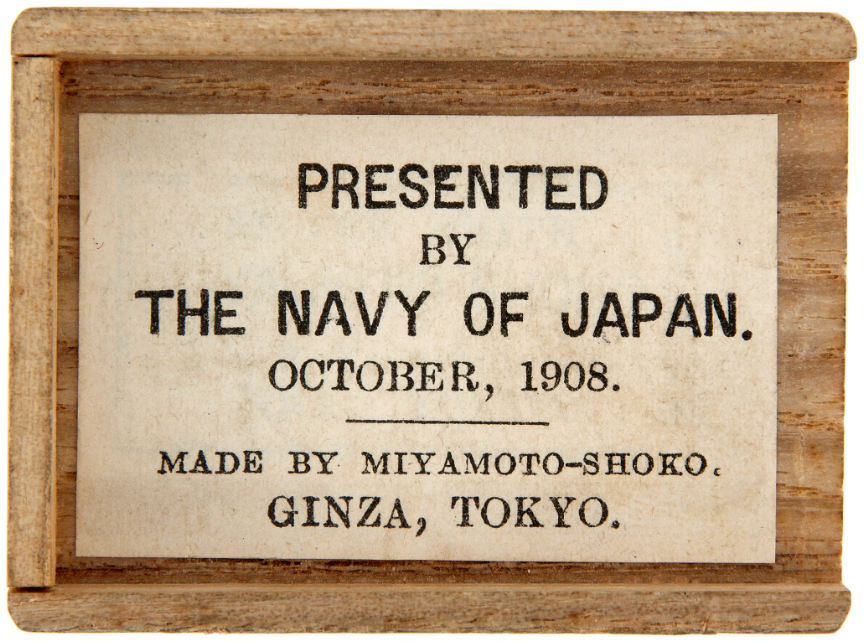 PRESENTED
BY
THE NAVY OF JAPAN.
OCTOBER, 1908.
MADE BY MIYAMOTO-SHOKO.
GINZA, TOKYO.